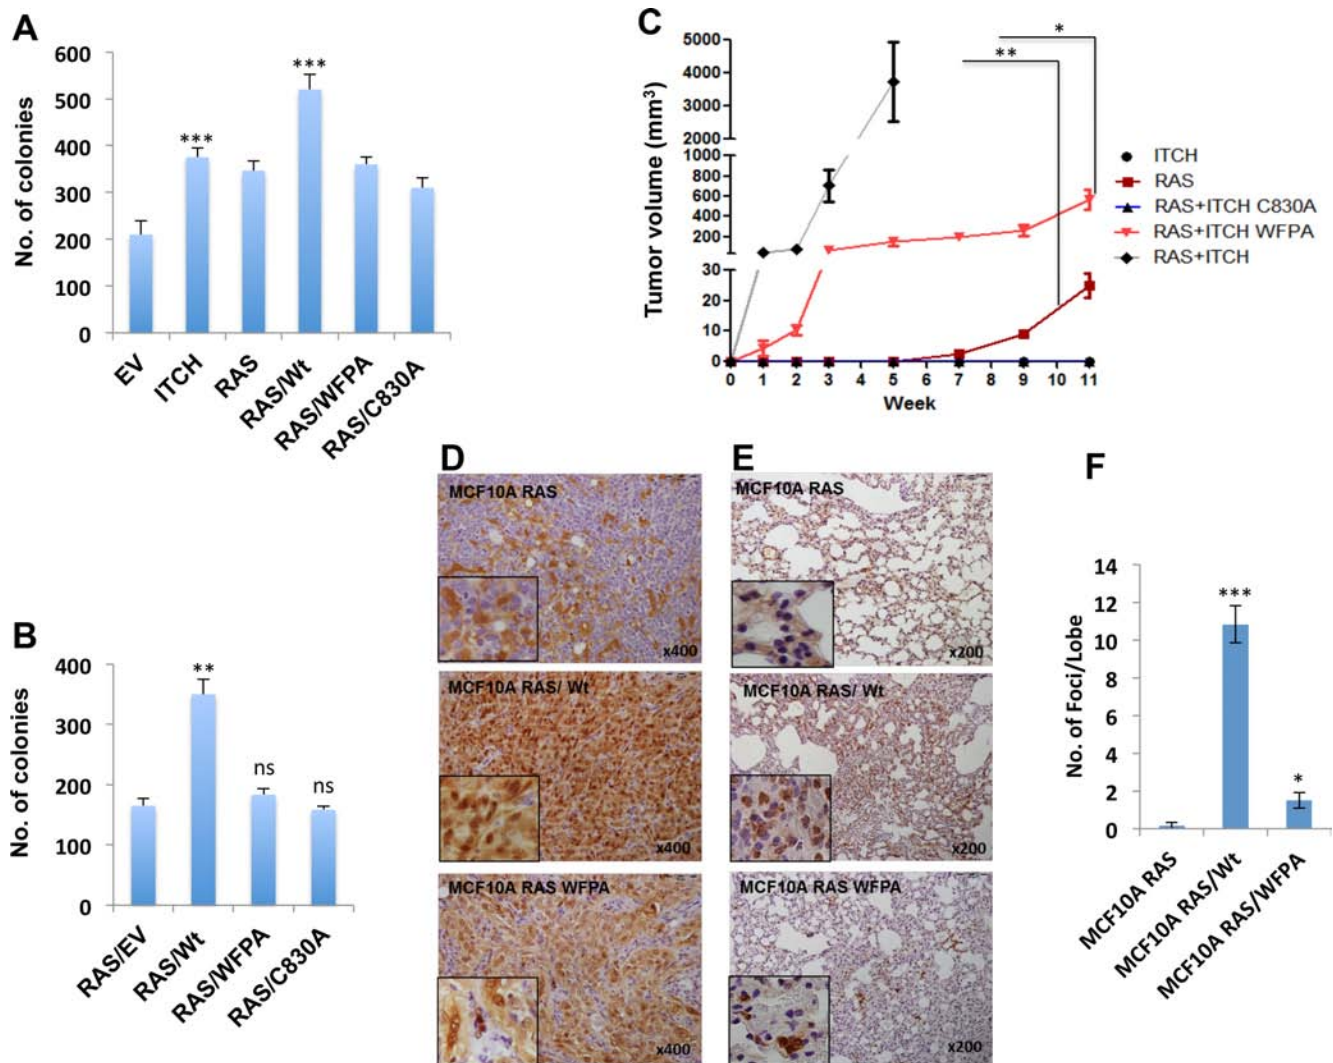 A
No. of colonies
600
500
400
300
200
100
0
***
***
EV
ITCH
RAS
RAS/Wt
RAS/WFPA
RAS/C830A
B
No. of colonies
400
300
200
100
0
**
ns
ns
RAS/EV
RAS/Wt
RAS/WFPA
RAS/C830A
C
Tumor volume (mm³)
5000
4000
3000
2000
1000
800
600
400
200
30
20
10
0
0 1 2 3 4 5 6 7 8 9 10 11
Week
*
**
ITCH
RAS
RAS+ITCH C830A
RAS+ITCH WFPA
RAS+ITCH
D
MCF10A RAS
x400
MCF10A RAS/ Wt
x400
MCF10A RAS WFPA
x400
E
MCF10A RAS
x200
MCF10A RAS/ Wt
x200
MCF10A RAS WFPA
x200
F
No. of Foci/Lobe
14
12
10
8
6
4
2
0
***
*
MCF10A RAS
MCF10A RAS/Wt
MCF10A RAS/WFPA